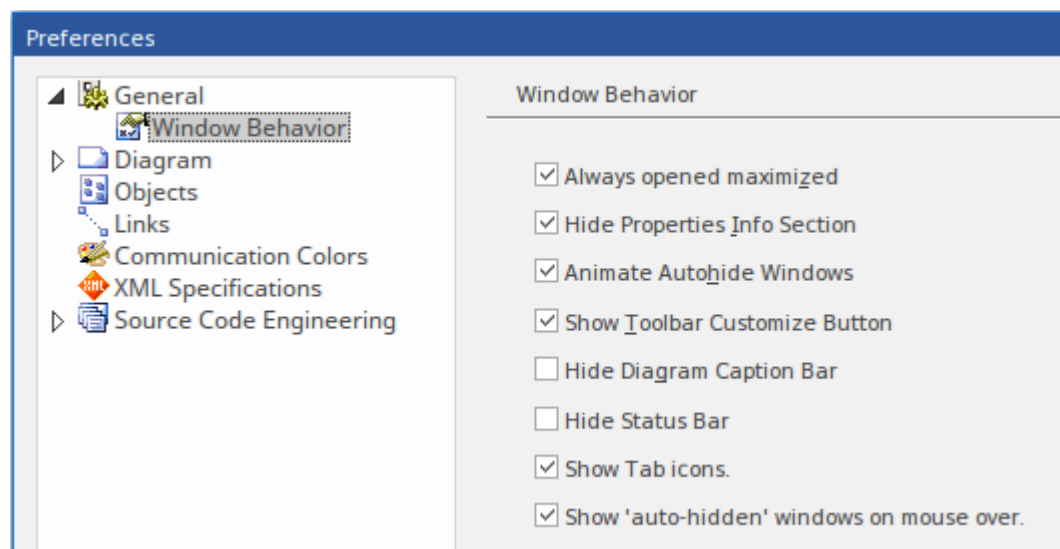 Preferences
General
Window Behavior
Diagram
Objects
Links
Communication Colors
XML Specifications
Source Code Engineering
Window Behavior
Always opened maximized
Hide Properties Info Section
Animate Autohide Windows
Show Toolbar Customize Button
Hide Diagram Caption Bar
Hide Status Bar
Show Tab icons.
Show 'auto-hidden' windows on mouse over.